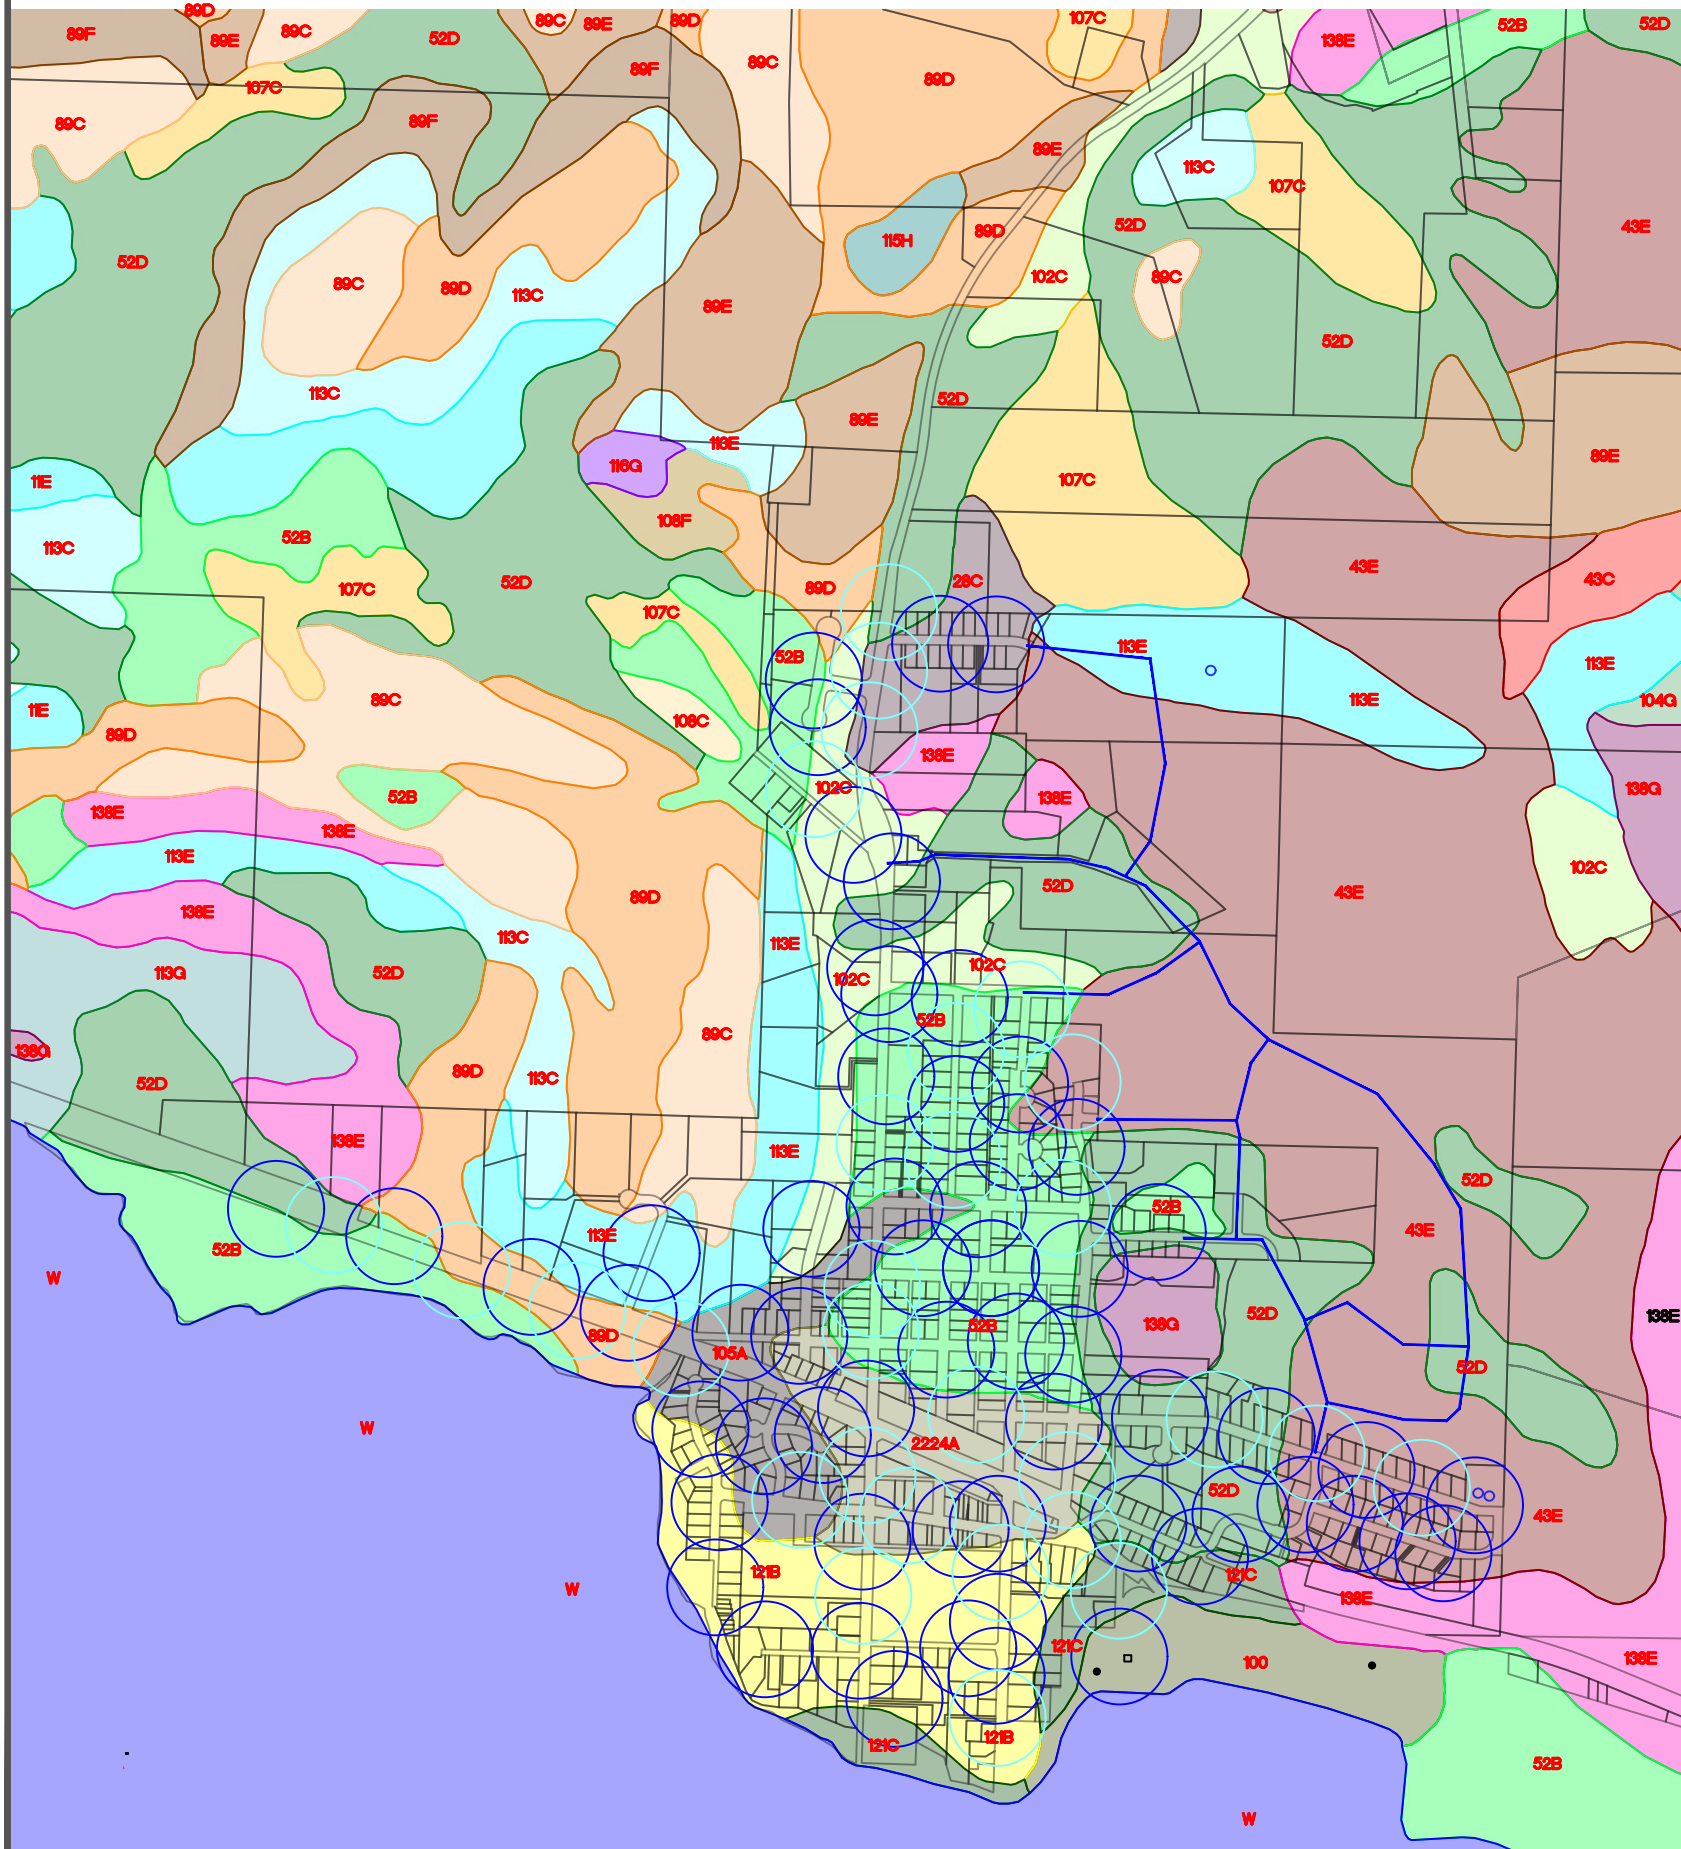 89D
89C
89D
107C
89F
89E
89C
52D
89E
138E
52B
52D
89F
89C
89D
107C
89C
89F
89E
113C
107C
52D
115H
89D
52D
43E
102C
89C
89C
89D
113C
89E
52D
113C
52D
89E
113E
89E
116G
11E
107C
108F
52B
113C
43E
43C
52D
107C
89D
28C
107C
52B
113E
113E
89C
113E
104G
11E
108C
89D
138E
102C
138G
52B
138E
138E
138E
113E
102C
52D
43E
89D
138E
113C
113E
113G
52D
102C
102C
52B
89C
138G
52D
89D
113C
138E
113E
52D
52B
43E
113E
52B
W
52D
138G
138E
52B
89D
105A
52D
W
2224A
52D
43E
121B
121C
W
138E
121C
100
138E
121B
121C
52B
W